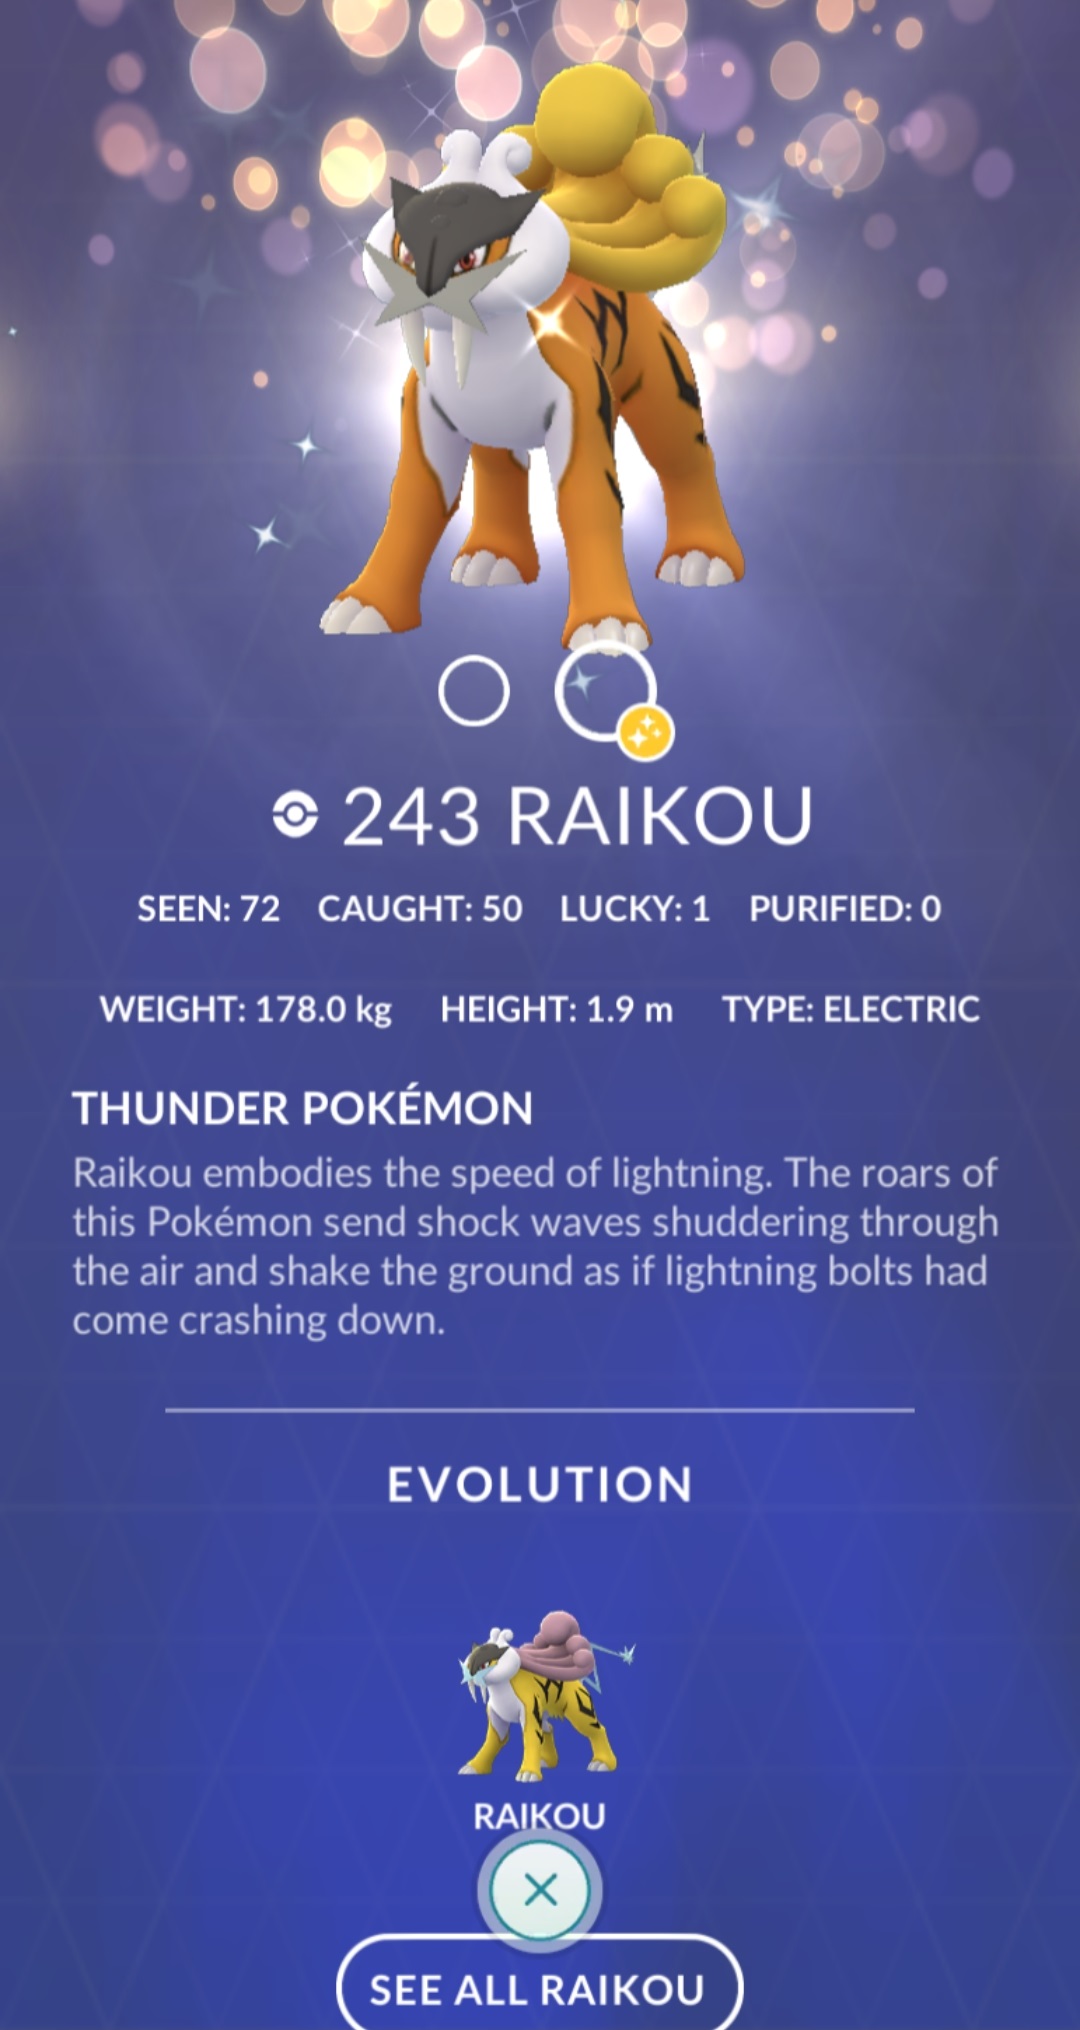 243 RAIKOU
SEEN: 72 CAUGHT: 50 LUCKY: 1 PURIFIED: 0
WEIGHT: 178.0 kg HEIGHT: 1.9 m TYPE: ELECTRIC
THUNDER POKÉMON
Raikou embodies the speed of lightning. The roars of
this Pokémon send shock waves shuddering through
the air and shake the ground as if lightning bolts had
come crashing down.
EVOLUTION
RAIKOU
SEE ALL RAIKOU